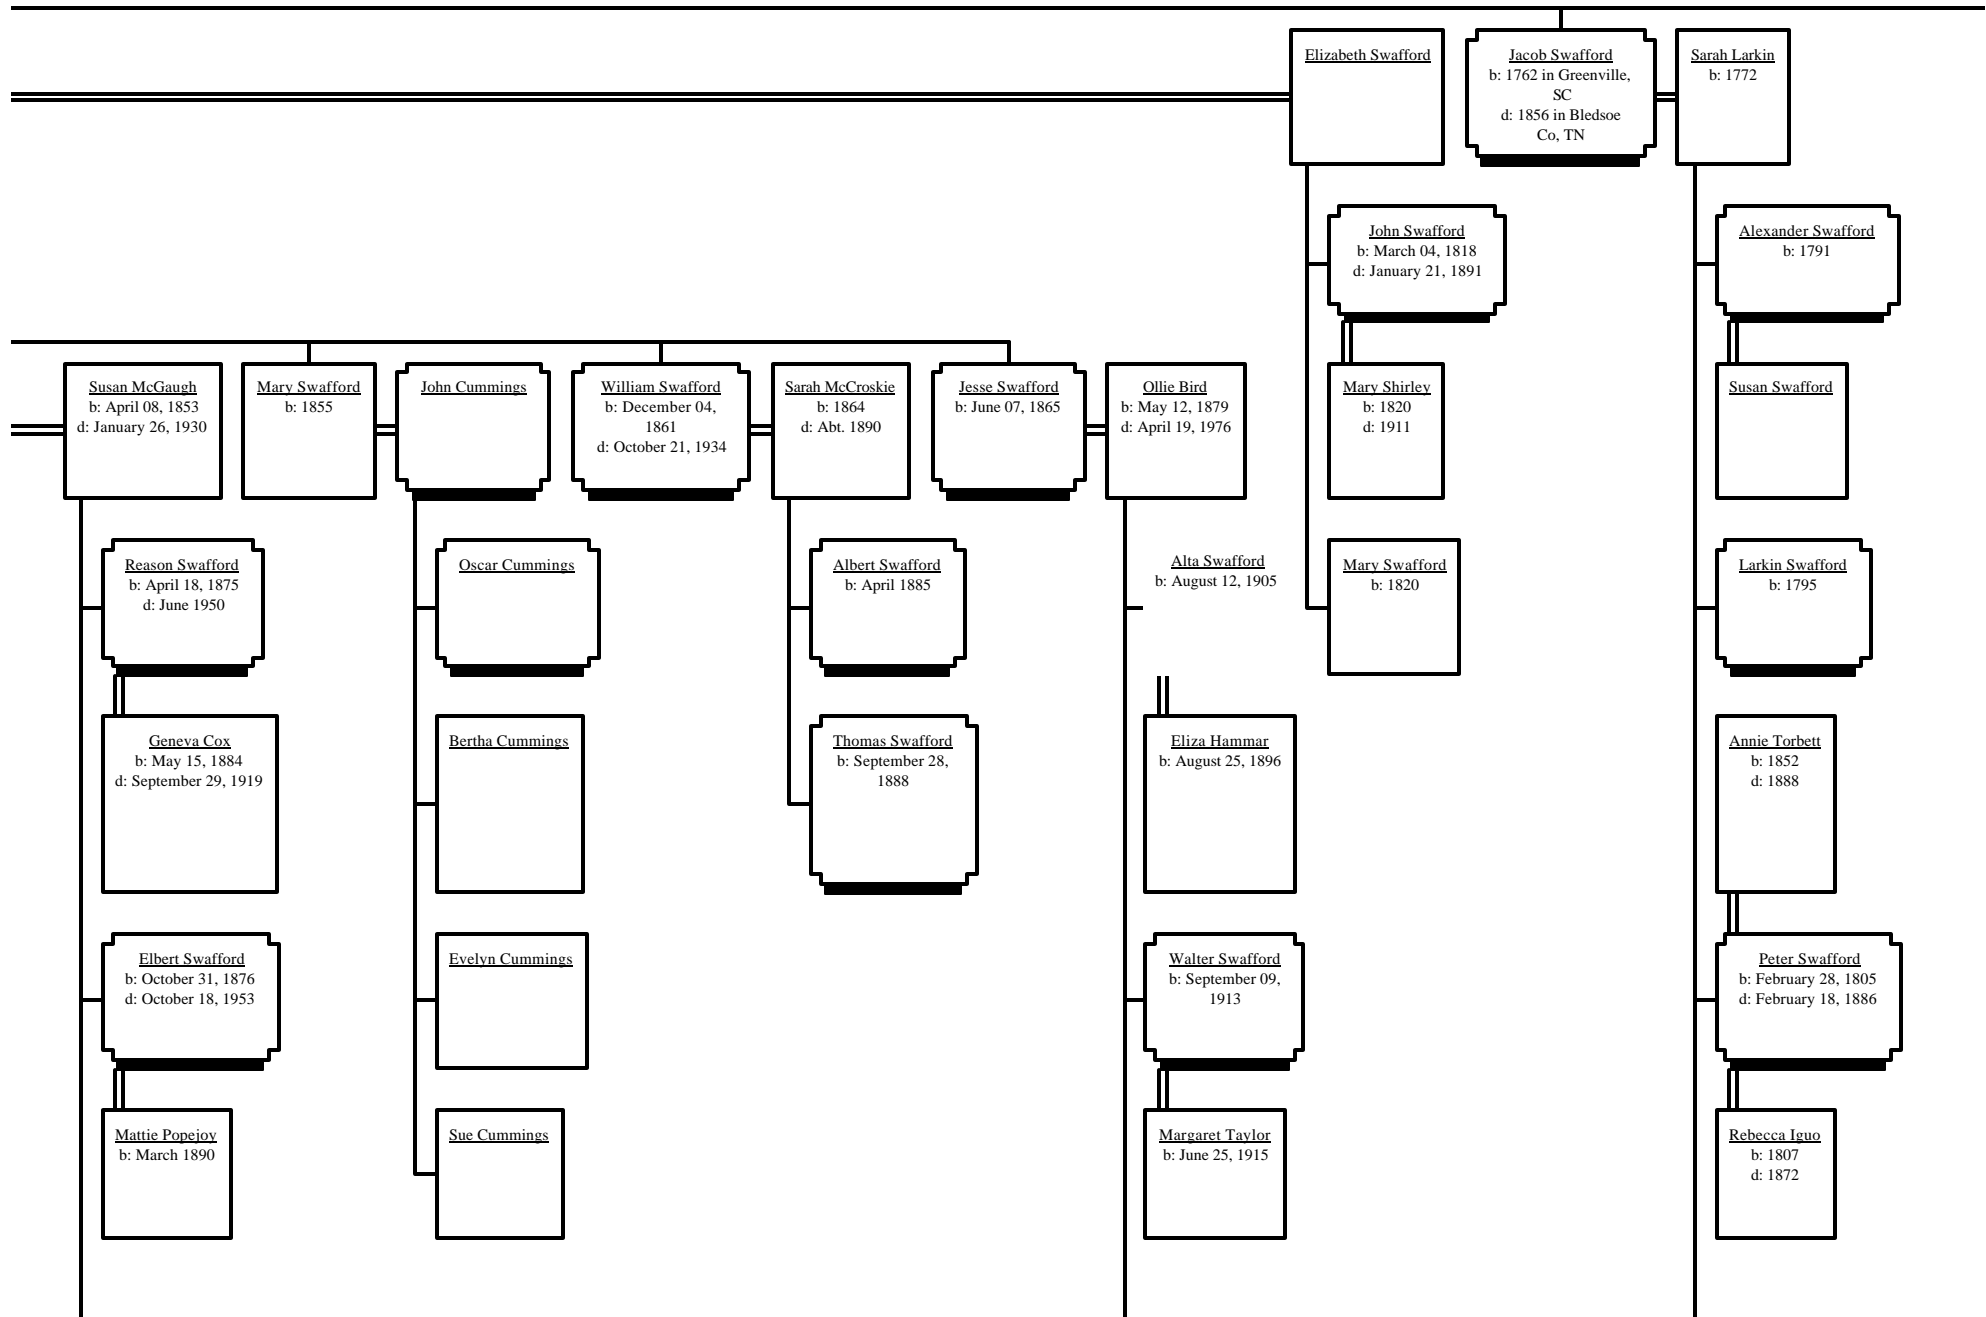 Elizabeth Swafford
Jacob Swafford
b: 1762 in Greenville,
SC
d: 1856 in Bledsoe
Co, TN
Sarah Larkin
b: 1772
John Swafford
b: March 04, 1818
d: January 21, 1891
Alexander Swafford
b: 1791
Susan McGaugh
b: April 08, 1853
d: January 26, 1930
Mary Swafford
b: 1855
John Cummings
William Swafford
b: December 04,
1861
d: October 21, 1934
Sarah McCroskie
b: 1864
d: Abt. 1890
Jesse Swafford
b: June 07, 1865
Ollie Bird
b: May 12, 1879
d: April 19, 1976
Mary Shirley
b: 1820
d: 1911
Susan Swafford
Reason Swafford
b: April 18, 1875
d: June 1950
Oscar Cummings
Albert Swafford
b: April 1885
Alta Swafford
b: August 12, 1905
Mary Swafford
b: 1820
Larkin Swafford
b: 1795
Geneva Cox
b: May 15, 1884
d: September 29, 1919
Bertha Cummings
Thomas Swafford
b: September 28,
1888
Eliza Hammar
b: August 25, 1896
Annie Torbett
b: 1852
d: 1888
Elbert Swafford
b: October 31, 1876
d: October 18, 1953
Evelyn Cummings
Walter Swafford
b: September 09,
1913
Peter Swafford
b: February 28, 1805
d: February 18, 1886
Mattie Popejoy
b: March 1890
Sue Cummings
Margaret Taylor
b: June 25, 1915
Rebecca Iguo
b: 1807
d: 1872